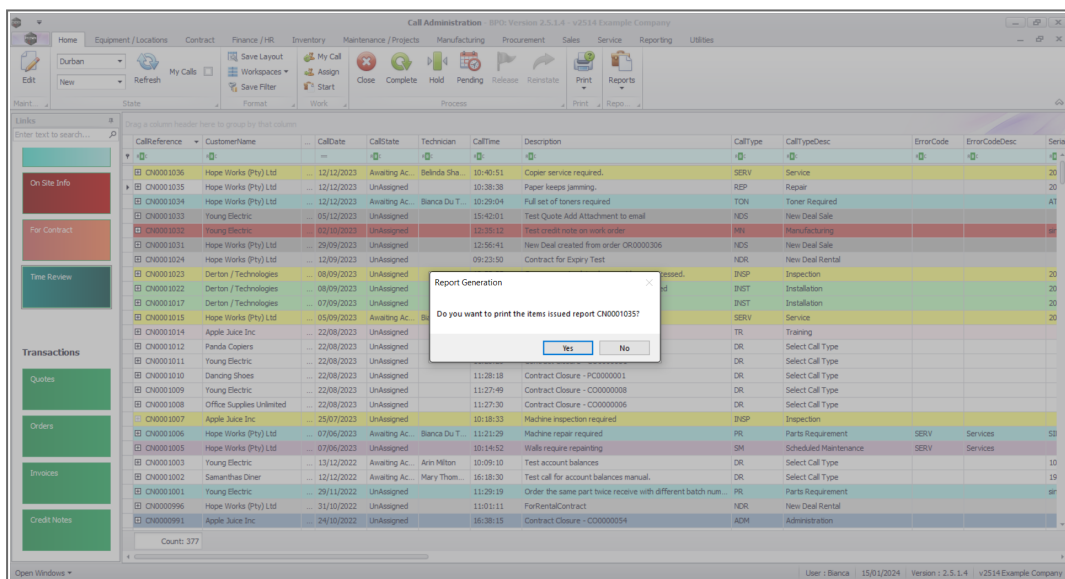 Call Administration - BPO: Version 2.5.1.4 - v2514 Example Company
Home Equipment / Locations Contract Finance / HR Inventory Maintenance / Projects Manufacturing Procurement Sales Service Reporting Utilities
Edit Durban New Refresh My Calls Save Layout Workspaces Save Filter My Call Assign Start Close Complete Hold Pending Release Reinstate Print Reports
Maint... State Format Work Process Print Repo...
Links
Enter text to search...
On Site Info
For Contract
Time Review
Transactions
Quotes
Orders
Invoices
Credit Notes
Drag a column header here to group by that column
CallReference CustomerName ... CallDate CallState Technician CallTime Description CallType CallTypeDesc ErrorCode ErrorCodeDesc Seria
CN0001036 Hope Works (Pty) Ltd ... 12/12/2023 Awaiting Ac... Belinda Sha... 10:40:51 Copier service required. SERV Service 20
CN0001035 Hope Works (Pty) Ltd ... 12/12/2023 UnAssigned 10:38:38 Paper keeps jamming. REP Repair 20
CN0001034 Hope Works (Pty) Ltd ... 12/12/2023 Awaiting Ac... Bianca Du T... 10:29:04 Full set of toners required TON Toner Required AT
CN0001033 Young Electric ... 05/12/2023 UnAssigned 15:42:01 Test Quote Add Attachment to email NDS New Deal Sale
CN0001032 Young Electric ... 02/10/2023 UnAssigned 12:35:12 Test credit note on work order MN Manufacturing sir
CN0001031 Hope Works (Pty) Ltd ... 29/09/2023 UnAssigned 12:56:41 New Deal created from order OR0000306 NDS New Deal Sale
CN0001024 Hope Works (Pty) Ltd ... 12/09/2023 UnAssigned 09:23:50 Contract for Expiry Test NDR New Deal Rental
CN0001023 Derton / Technologies ... 08/09/2023 UnAssigned INSP Inspection 20
CN0001022 Derton / Technologies ... 08/09/2023 UnAssigned INST Installation 20
CN0001017 Derton / Technologies ... 07/09/2023 UnAssigned INST Installation 20
CN0001015 Hope Works (Pty) Ltd ... 05/09/2023 Awaiting Ac... SERV Service 20
CN0001014 Apple Juice Inc ... 22/08/2023 UnAssigned TR Training
CN0001012 Panda Copiers ... 22/08/2023 UnAssigned DR Select Call Type
CN0001011 Young Electric ... 22/08/2023 UnAssigned DR Select Call Type
CN0001010 Dancing Shoes ... 22/08/2023 UnAssigned 11:28:18 Contract Closure - PC0000001 DR Select Call Type
CN0001009 Young Electric ... 22/08/2023 UnAssigned 11:27:49 Contract Closure - CO0000008 DR Select Call Type
CN0001008 Office Supplies Unlimited ... 22/08/2023 UnAssigned 11:27:30 Contract Closure - CO0000006 DR Select Call Type
CN0001007 Apple Juice Inc ... 25/07/2023 UnAssigned 10:18:33 Machine inspection required INSP Inspection
CN0001006 Hope Works (Pty) Ltd ... 07/06/2023 Awaiting Ac... Bianca Du T... 11:21:29 Machine repair required PR Parts Requirement SERV Services
CN0001005 Hope Works (Pty) Ltd ... 07/06/2023 UnAssigned 10:14:52 Walls require repainting SM Scheduled Maintenance SERV Services
CN0001003 Young Electric ... 13/12/2022 Awaiting Ac... Arin Milton 10:09:10 Test account balances DR Select Call Type 10
CN0001002 Samanthas Diner ... 12/12/2022 Awaiting Ac... Mary Thom... 16:18:30 Test call for account balances manual. DR Select Call Type 19
CN0001001 Young Electric ... 29/11/2022 UnAssigned 11:29:19 Order the same part twice receive with different batch num... PR Parts Requirement sir
CN0000996 Hope Works (Pty) Ltd ... 31/10/2022 UnAssigned 11:01:11 ForRentalContract NDR New Deal Rental
CN0000991 Apple Juice Inc ... 24/10/2022 UnAssigned 16:38:15 Contract Closure - CO0000054 ADM Administration
Count: 377
Report Generation
Do you want to print the items issued report CN0001035?
Yes No
Open Windows User : Bianca 15/01/2024 Version : 2.5.1.4 v2514 Example Company